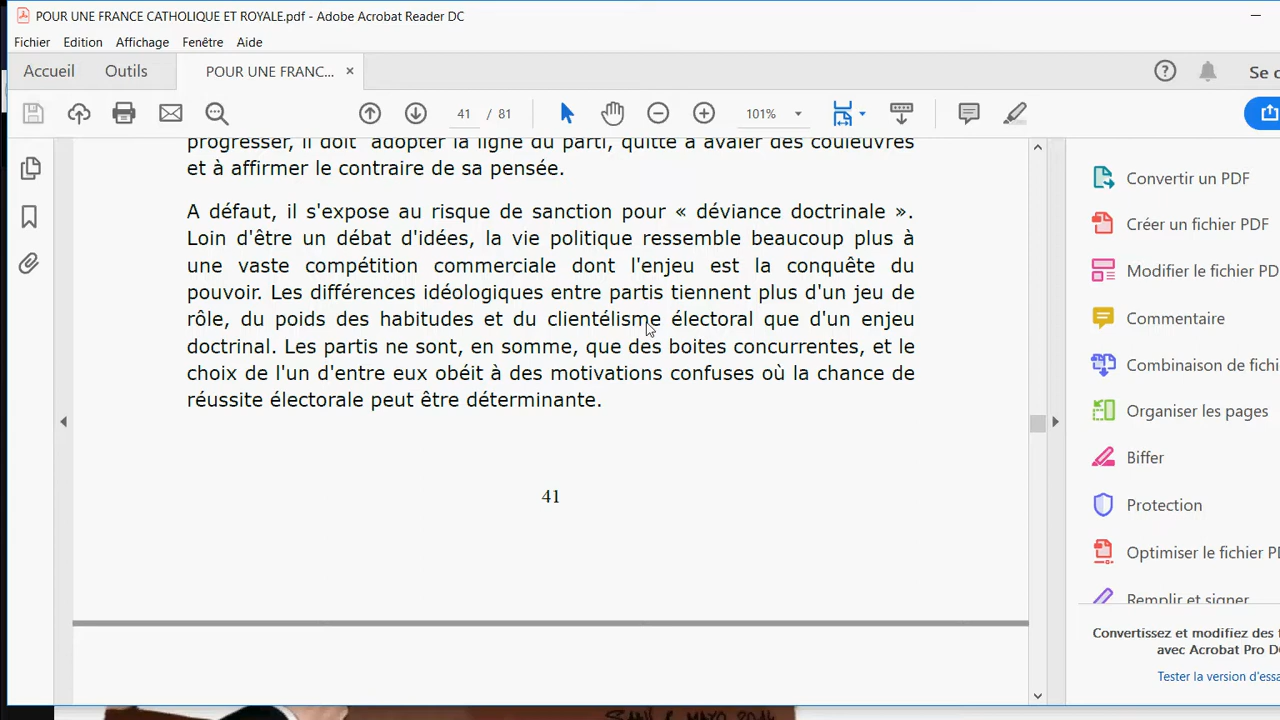 POUR UNE FRANCE CATHOLIQUE ET ROYALE.pdf - Adobe Acrobat Reader DC
Fichier Edition Affichage Fenêtre Aide
Accueil Outils POUR UNE FRANC... ×
41 / 81 101%
progresser, il doit adopter la ligne du parti, quitte à avaler des couleuvres
et à affirmer le contraire de sa pensée.
A défaut, il s'expose au risque de sanction pour « déviance doctrinale ».
Loin d'être un débat d'idées, la vie politique ressemble beaucoup plus à
une vaste compétition commerciale dont l'enjeu est la conquête du
pouvoir. Les différences idéologiques entre partis tiennent plus d'un jeu de
rôle, du poids des habitudes et du clientélisme électoral que d'un enjeu
doctrinal. Les partis ne sont, en somme, que des boites concurrentes, et le
choix de l'un d'entre eux obéit à des motivations confuses où la chance de
réussite électorale peut être déterminante.
41
Se c
Convertir un PDF
Créer un fichier PDF
Modifier le fichier PD
Commentaire
Combinaison de fichi
Organiser les pages
Biffer
Protection
Optimiser le fichier PD
Remplir et signer
Convertissez et modifiez des f
avec Acrobat Pro D
Tester la version d'essa